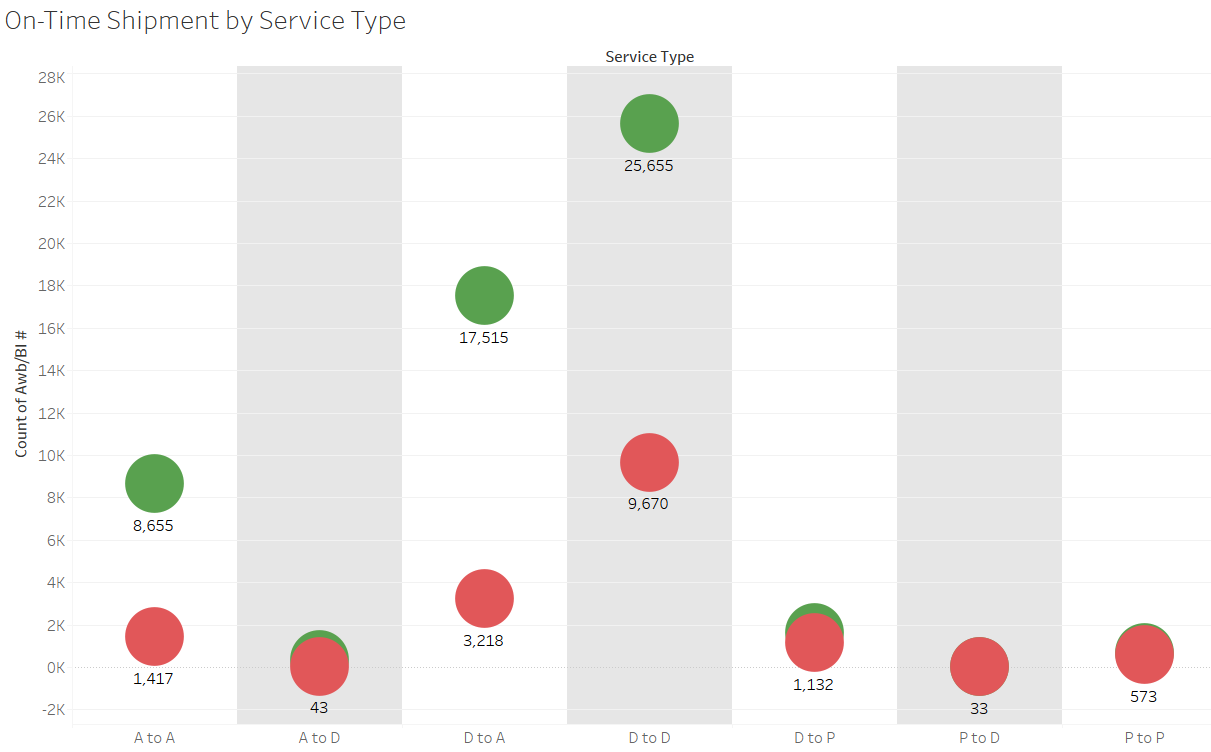 On-Time Shipment by Service Type
Service Type
28K
26K
24K
22K
20K
18K
16K
14K
12K
10K
8K
6K
4K
2K
0K
-2K
Count of Awb/Bl #
25,655
17,515
9,670
8,655
3,218
1,417
43
1,132
33
573
A to A
A to D
D to A
D to D
D to P
P to D
P to P